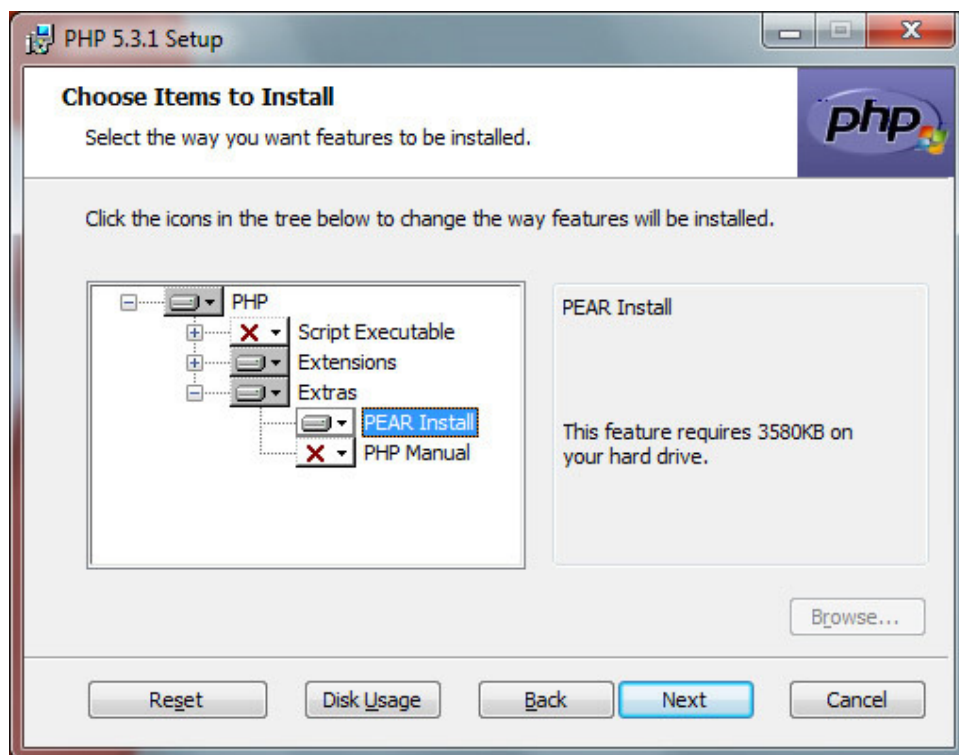 PHP 5.3.1 Setup
Choose Items to Install
Select the way you want features to be installed.
php
Click the icons in the tree below to change the way features will be installed.
PHP
Script Executable
Extensions
Extras
PEAR Install
PHP Manual
PEAR Install
This feature requires 3580KB on
your hard drive.
Browse...
Reset
Disk Usage
Back
Next
Cancel